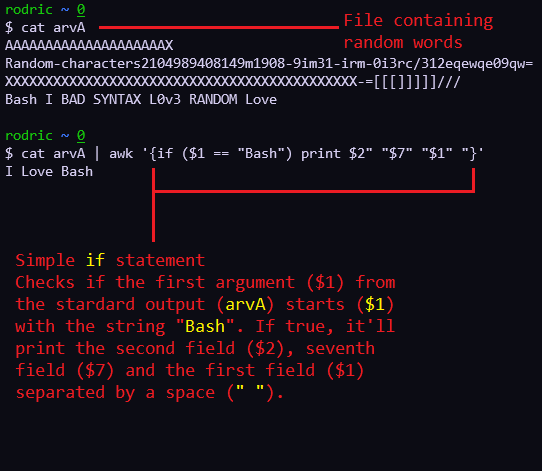 rodric ~ 0
$ cat arvA
File containing
random words
AAAAAAAAAAAAAAAAAAAAX
Random-characters2104989408149m1908-9im31-irm-0i3rc/312eqewqe09qw=
XXXXXXXXXXXXXXXXXXXXXXXXXXXXXXXXXXXXXXXXXXXX-=[[[]]]]]///
Bash I BAD SYNTAX L0v3 RANDOM Love
rodric ~ 0
$ cat arvA | awk '{if ($1 == "Bash") print $2" "$7" "$1" "}'
I Love Bash
Simple if statement
Checks if the first argument ($1) from
the stardard output (arvA) starts ($1)
with the string "Bash". If true, it'll
print the second field ($2), seventh
field ($7) and the first field ($1)
separated by a space (" ").